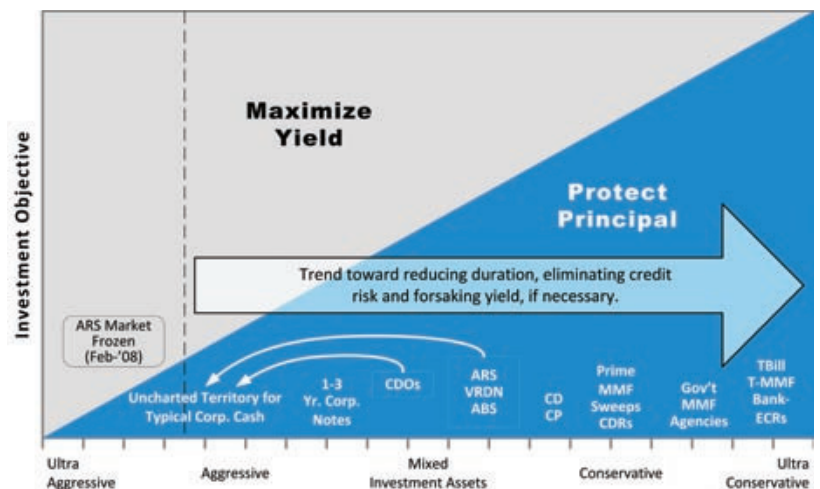 Investment Objective
Maximize
Yield
Protect
Principal
Trend toward reducing duration, eliminating credit
risk and forsaking yield, if necessary.
ARS Market
Frozen
(Feb-'08)
Uncharted Territory for
Typical Corp. Cash
1-3
Yr. Corp.
Notes
CDOs
ARS
VRDN
ABS
CD
CP
Prime
MMF
Sweeps
CDRs
Gov't
MMF
Agencies
TBill
T-MMF
Bank-
ECRs
Ultra
Aggressive
Aggressive
Mixed
Investment Assets
Conservative
Ultra
Conservative